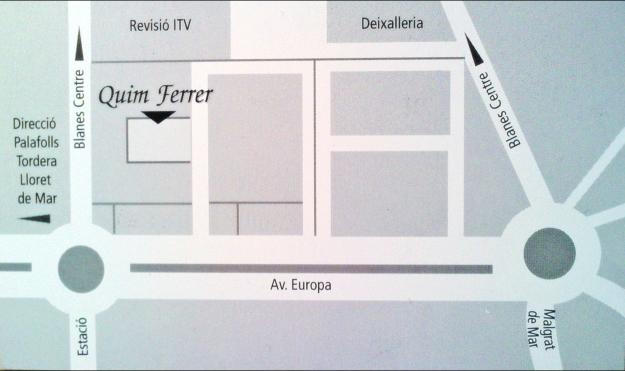 Revisió ITV
Deixalleria
Blanes Centre
Quim Ferrer
Blanes Centre
Direcció
Palafolls
Tordera
Lloret
de Mar
Av. Europa
Estació
Malgrat
de Mar